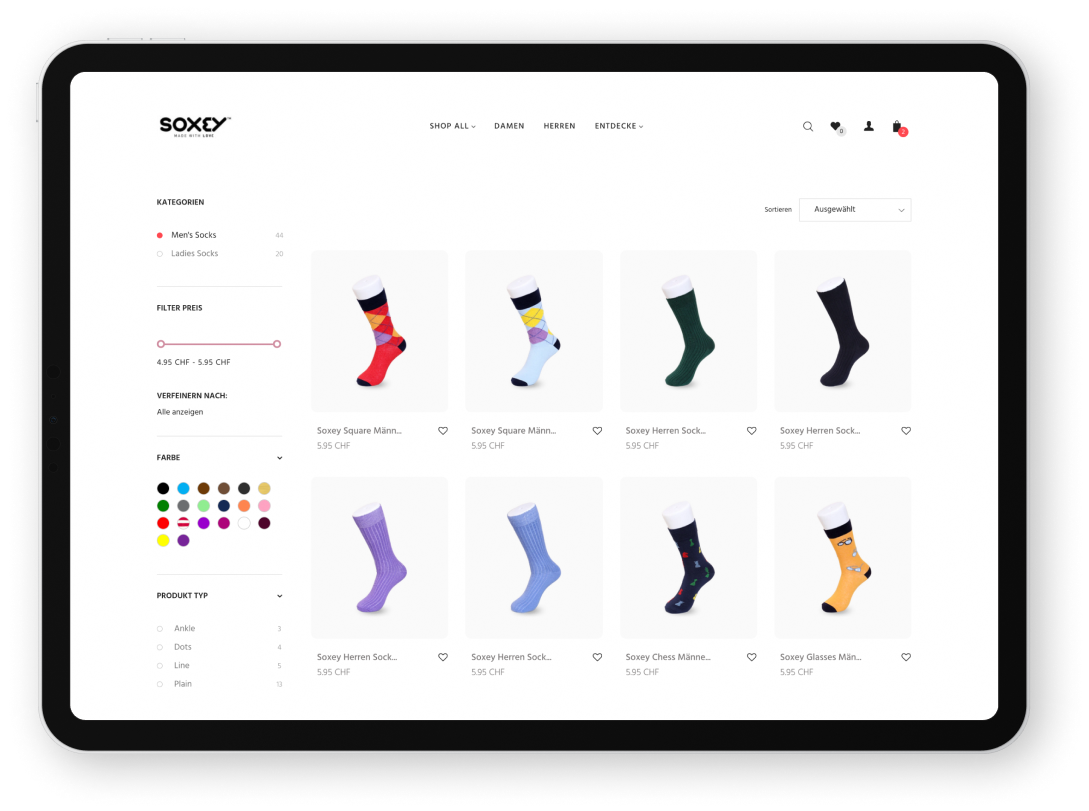 SOXEY
MADE WITH LOVE
SHOP ALL
DAMEN
HERREN
ENTDECKE
0
2
KATEGORIEN
Men's Socks 44
Ladies Socks 20
FILTER PREIS
4.95 CHF - 5.95 CHF
VERFEINERN NACH:
Alle anzeigen
FARBE
PRODUKT TYP
Ankle 3
Dots 4
Line 5
Plain 13
Sortieren Ausgewählt
Soxey Square Männ...
5.95 CHF
Soxey Square Männ...
5.95 CHF
Soxey Herren Sock...
5.95 CHF
Soxey Herren Sock...
5.95 CHF
Soxey Herren Sock...
5.95 CHF
Soxey Herren Sock...
5.95 CHF
Soxey Chess Männe...
5.95 CHF
Soxey Glasses Män...
5.95 CHF